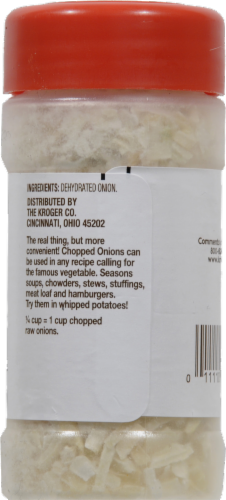 INGREDIENTS: DEHYDRATED ONION.
DISTRIBUTED BY
THE KROGER CO.
CINCINNATI, OHIO 45202
The real thing, but more
convenient! Chopped Onions can
be used in any recipe calling for
the famous vegetable. Seasons
soups, chowders, stews, stuffings,
meat loaf and hamburgers.
Try them in whipped potatoes!
¼ cup = 1 cup chopped
raw onions.
Comments
0